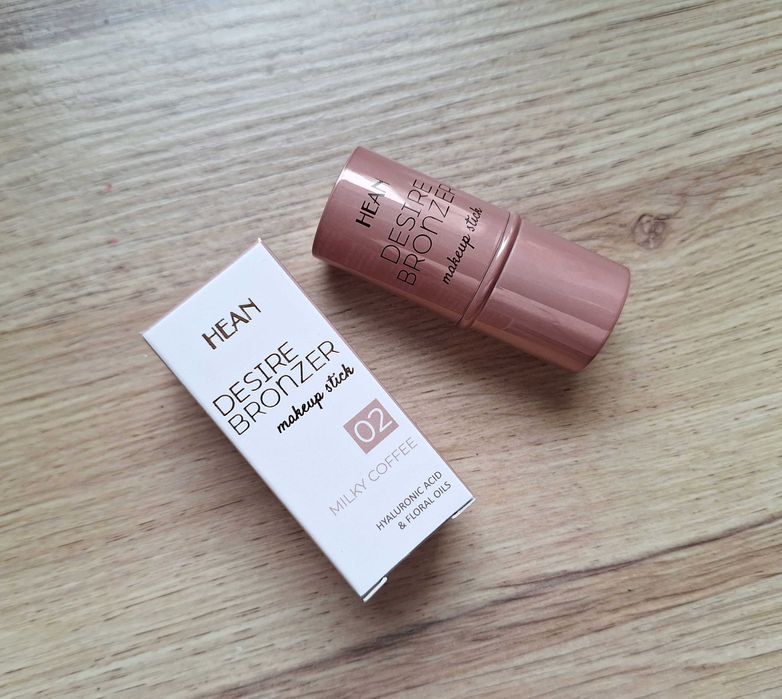 HEAN
DESIRE
BRONZER
makeup stick
HEAN
DESIRE
BRONZER
makeup stick
02
MILKY COFFEE
HYALURONIC ACID
& FLORAL OILS